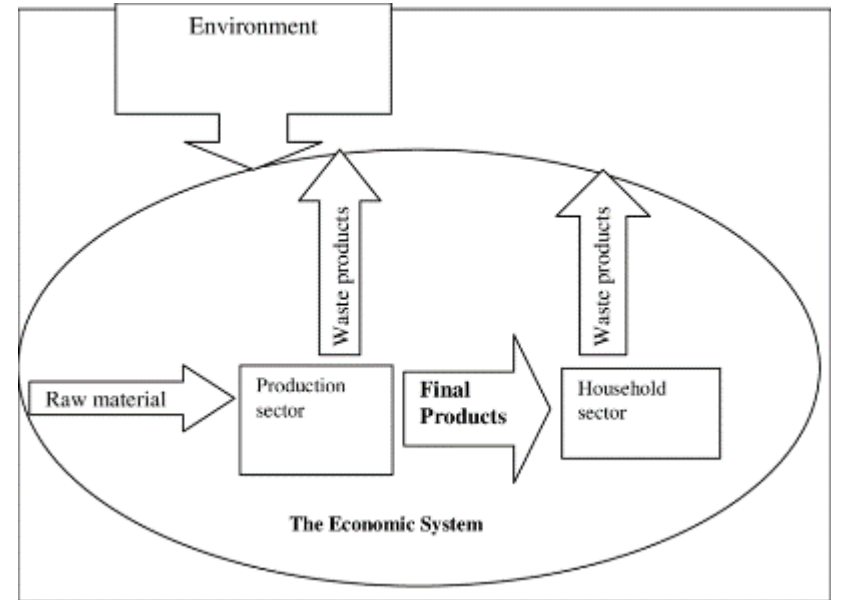 Environment
Waste products
Waste products
Raw material
Production
sector
Final
Products
Household
sector
The Economic System